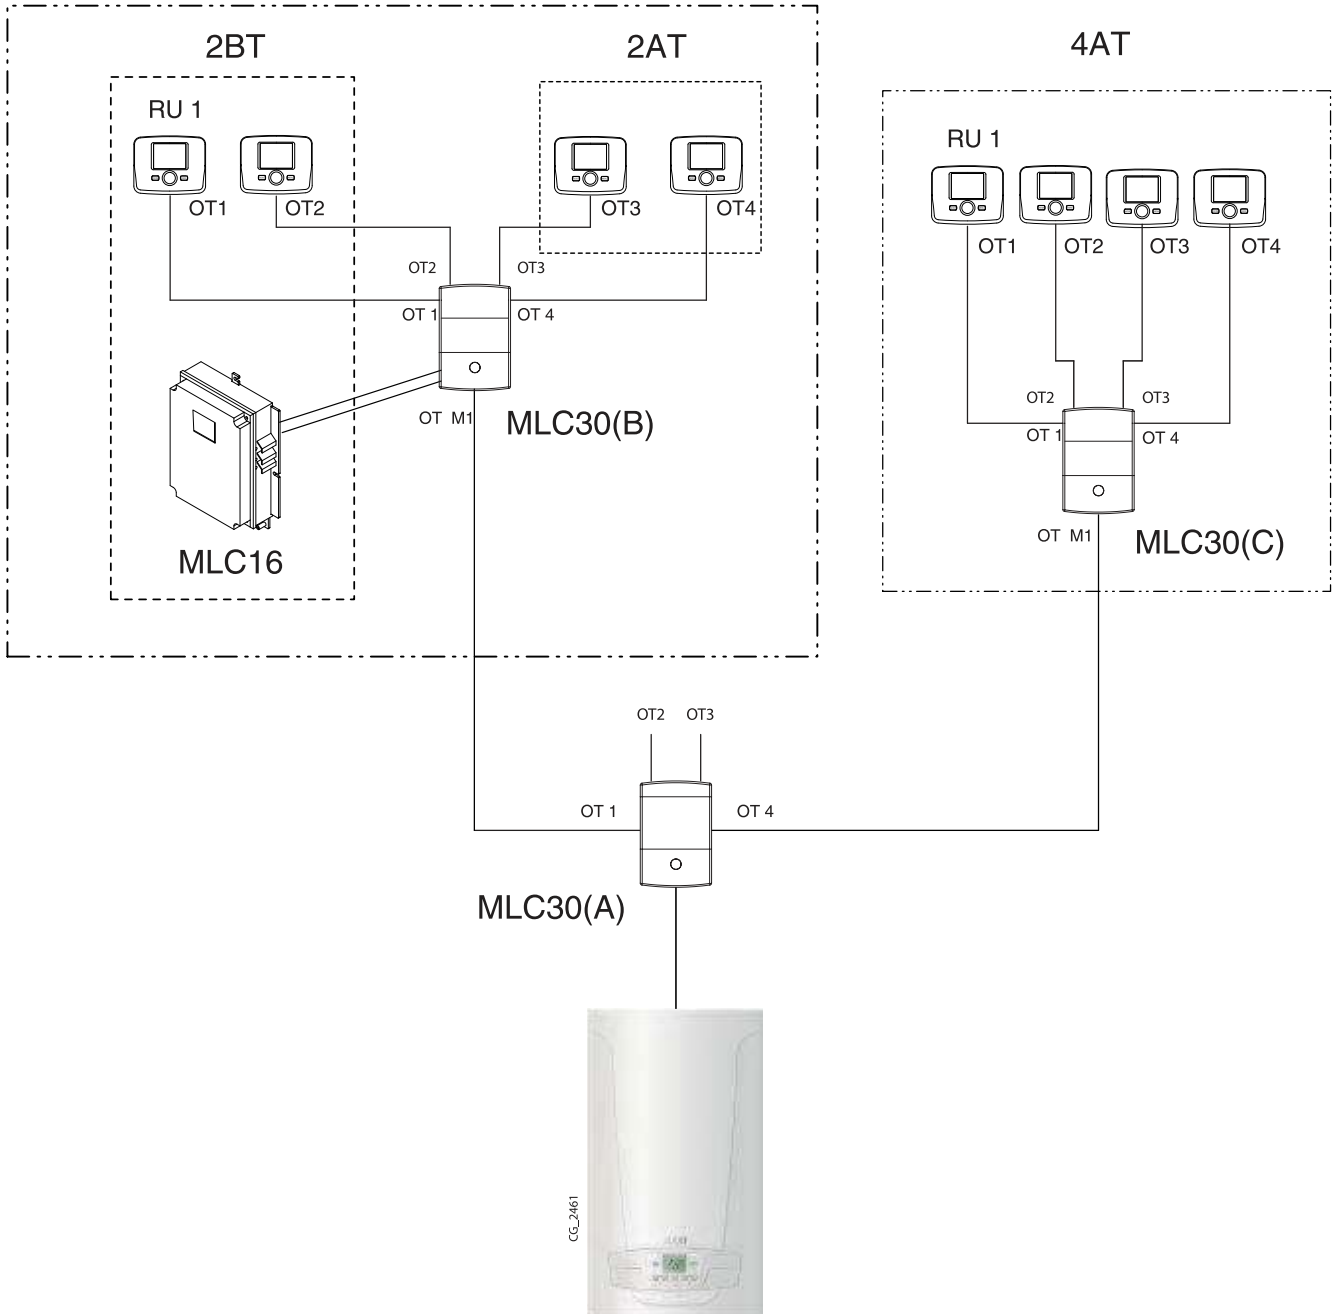 2BT
2AT
4AT
RU 1
OT1
OT2
OT3
OT4
RU 1
OT1
OT2
OT3
OT4
OT2
OT3
OT 1
OT 4
OT M1
MLC30(B)
MLC16
OT2
OT3
OT 1
OT 4
OT M1
MLC30(C)
OT2
OT3
OT 1
OT 4
MLC30(A)
CG_2461